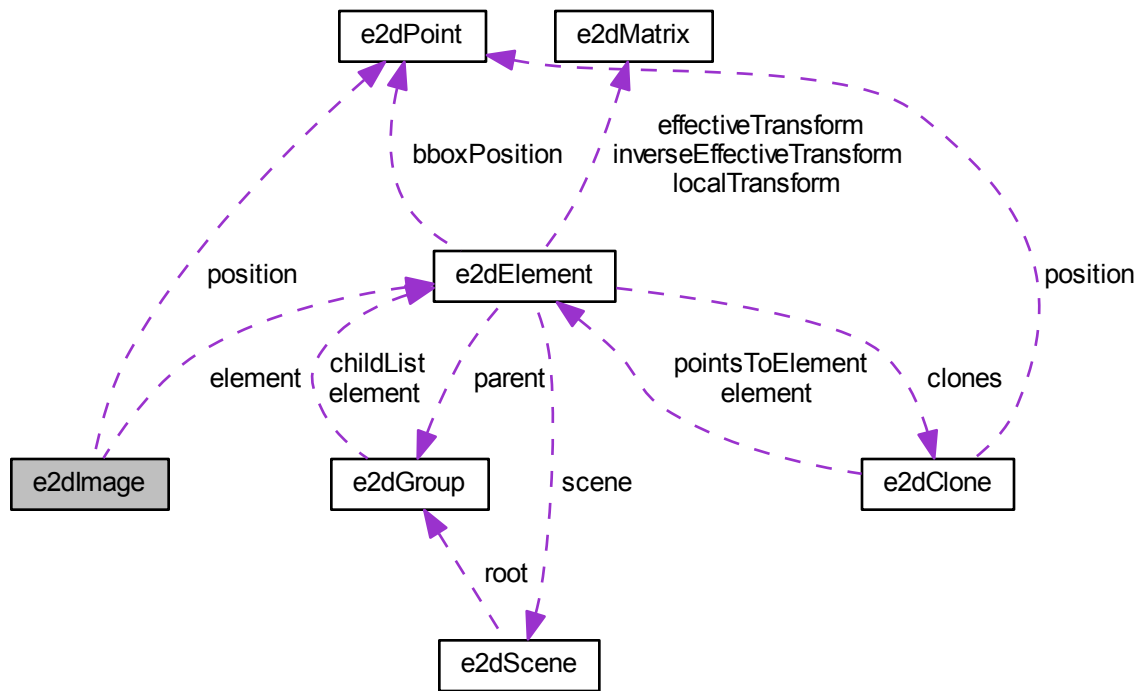 e2dPoint
e2dMatrix
effectiveTransform
inverseEffectiveTransform
localTransform
bboxPosition
position
e2dElement
position
element
childList
element
parent
pointsToElement
element
clones
e2dImage
e2dGroup
scene
e2dClone
root
e2dScene